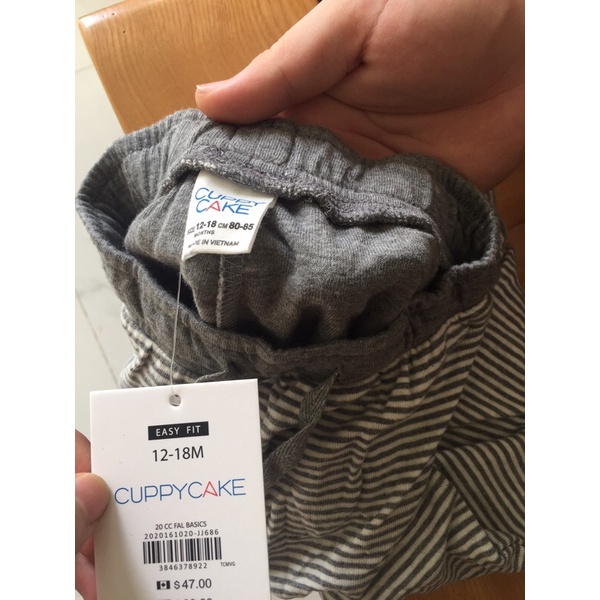 CUPPY
CAKE
SIZE 12-18 CM 80-85
MONTHS
MADE IN VIETNAM
EASY FIT
12-18M
CUPPYCAKE
20 CC FAL BASICS
2020161020-JJ686
3846378922
TCMVG
$47.00